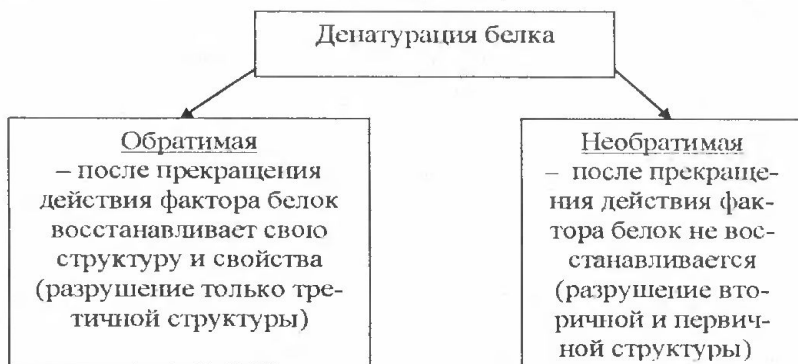 Денатурация белка
Обратимая
– после прекращения
действия фактора белок
восстанавливает свою
структуру и свойства
(разрушение только тре-
тичной структуры)
Необратимая
– после прекраще-
ния действия фак-
тора белок не вос-
станавливается
(разрушение вто-
ричной и первич-
ной структуры)